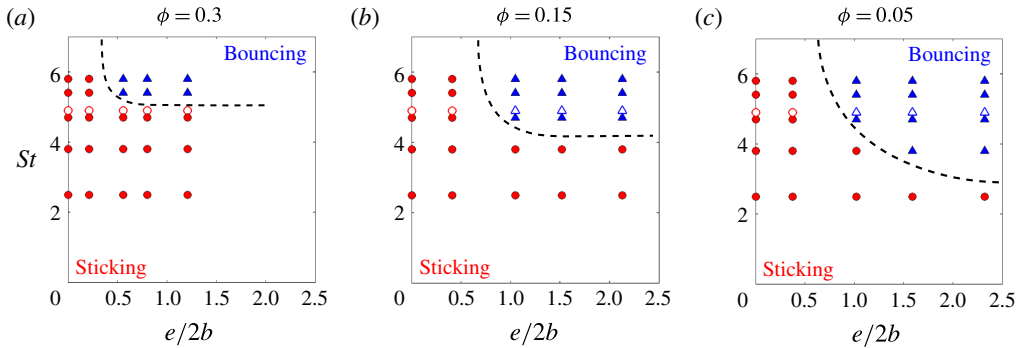 (a) ϕ = 0.3
Bouncing
6
4
St
2
Sticking
0 0.5 1.0 1.5 2.0 2.5
e/2b
(b) ϕ = 0.15
Bouncing
6
4
2
Sticking
0 0.5 1.0 1.5 2.0 2.5
e/2b
(c) ϕ = 0.05
Bouncing
6
4
2
Sticking
0 0.5 1.0 1.5 2.0 2.5
e/2b